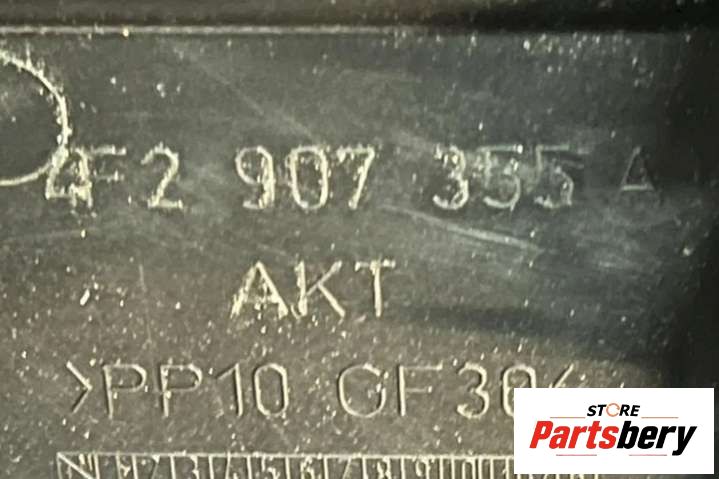 4F2 907 355 A
AKT
>PP10 GF30
STORE
Partsbery